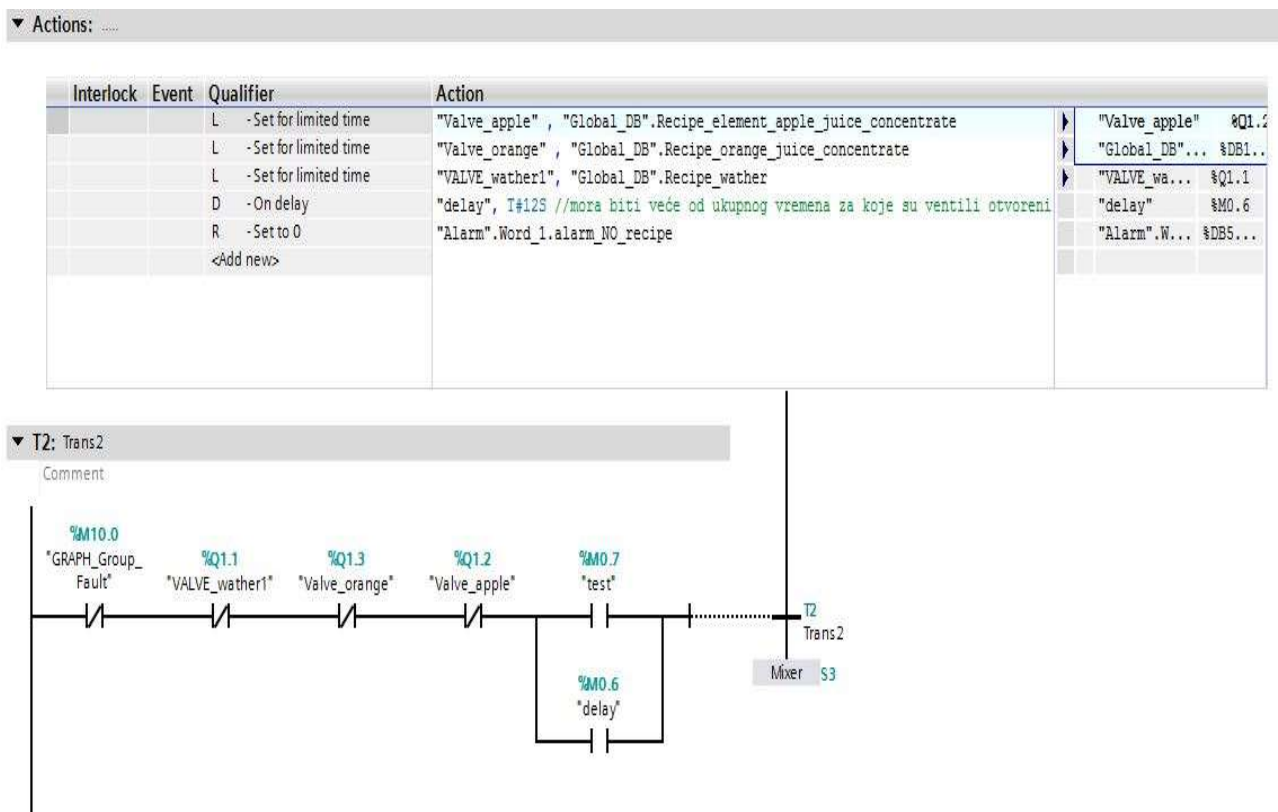 Actions: .....
Interlock Event Qualifier Action
L - Set for limited time "Valve_apple" , "Global_DB".Recipe_element_apple_juice_concentrate "Valve_apple" %Q1.2
L - Set for limited time "Valve_orange" , "Global_DB".Recipe_orange_juice_concentrate "Global_DB"... %DB1..
L - Set for limited time "VALVE_wather1", "Global_DB".Recipe_wather "VALVE_wa... %Q1.1
D - On delay "delay", T#12S //mora biti veće od ukupnog vremena za koje su ventili otvoreni "delay" %M0.6
R - Set to 0 "Alarm".Word_1.alarm_NO_recipe "Alarm".W... %DB5...
<Add new>
T2: Trans2
Comment
%M10.0
"GRAPH_Group_ %Q1.1 %Q1.3 %Q1.2 %M0.7
Fault" "VALVE_wather1" "Valve_orange" "Valve_apple" "test"
T2
Trans2
Mixer S3
%M0.6
"delay"